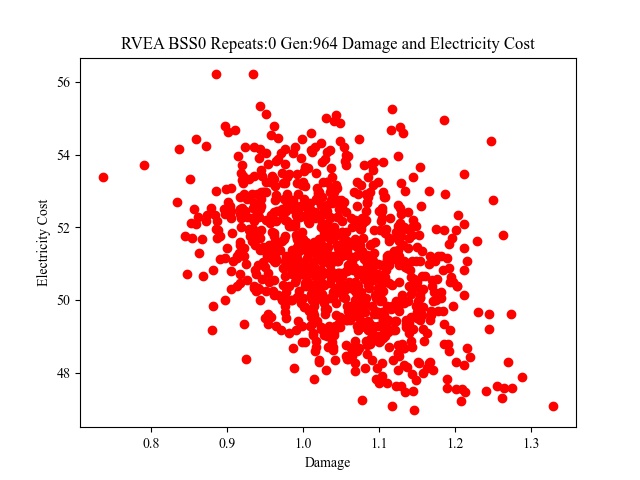 RVEA BSS0 Repeats:0 Gen:964 Damage and Electricity Cost
56
54
52
50
48
Electricity Cost
0.8 0.9 1.0 1.1 1.2 1.3
Damage